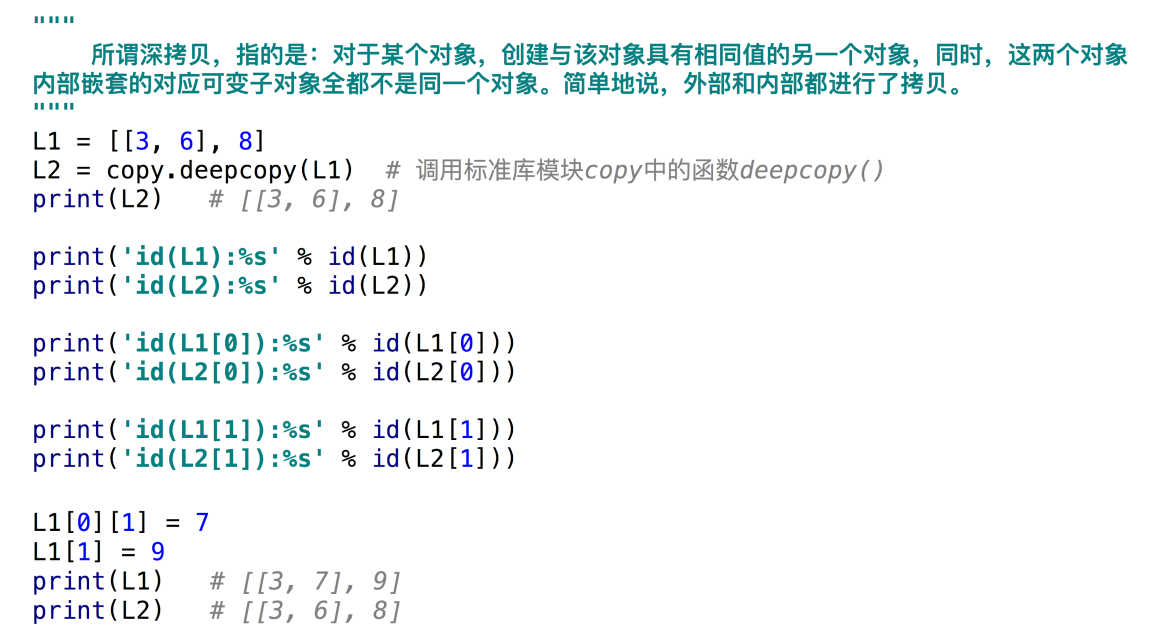 """
    所谓深拷贝，指的是：对于某个对象，创建与该对象具有相同值的另一个对象，同时，这两个对象
内部嵌套的对应可变子对象全都不是同一个对象。简单地说，外部和内部都进行了拷贝。
"""
L1 = [[3, 6], 8]
L2 = copy.deepcopy(L1)  # 调用标准库模块copy中的函数deepcopy()
print(L2)   # [[3, 6], 8]

print('id(L1):%s' % id(L1))
print('id(L2):%s' % id(L2))

print('id(L1[0]):%s' % id(L1[0]))
print('id(L2[0]):%s' % id(L2[0]))

print('id(L1[1]):%s' % id(L1[1]))
print('id(L2[1]):%s' % id(L2[1]))

L1[0][1] = 7
L1[1] = 9
print(L1)   # [[3, 7], 9]
print(L2)   # [[3, 6], 8]